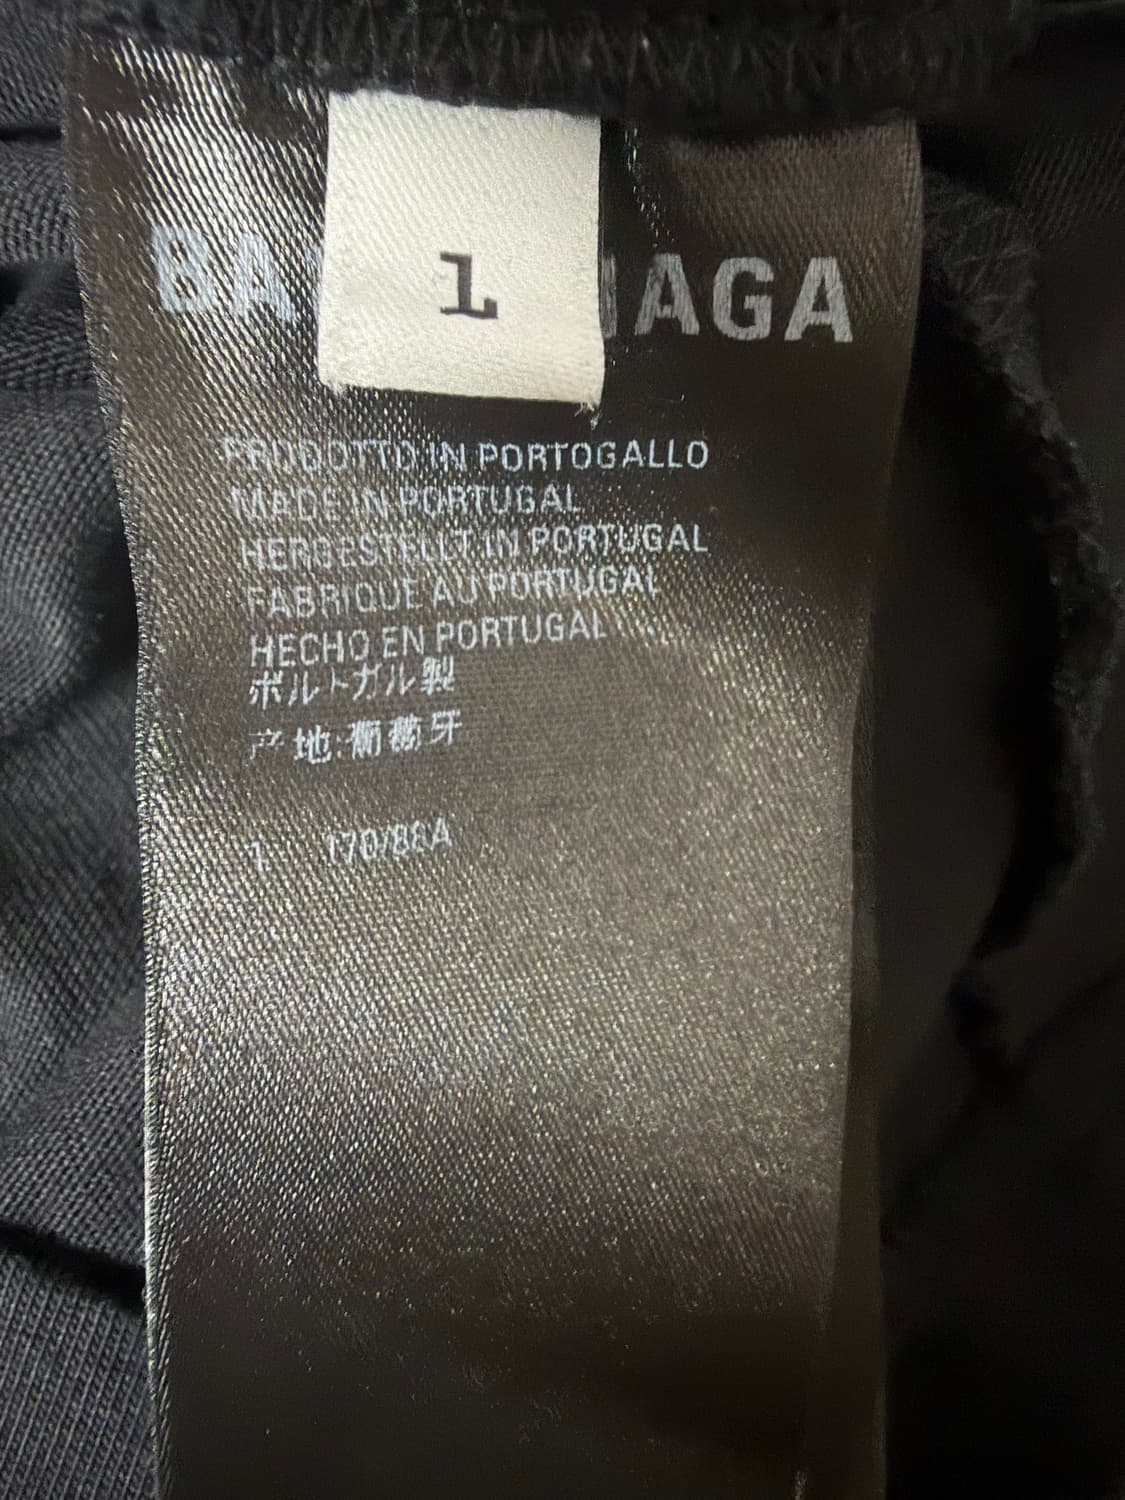 1
BA NAGA
PRODOTTO IN PORTOGALLO
MADE IN PORTUGAL
HERGESTELLT IN PORTUGAL
FABRIQUE AU PORTUGAL
HECHO EN PORTUGAL
ポルトガル製
产地:葡萄牙
1 170/88A